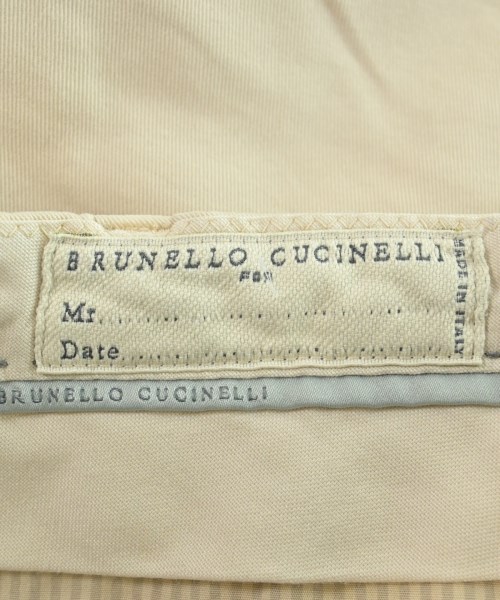 BRUNELLO CUCINELLI
FOR
Mr.......................
Date.......................
MADE IN ITALY
BRUNELLO CUCINELLI